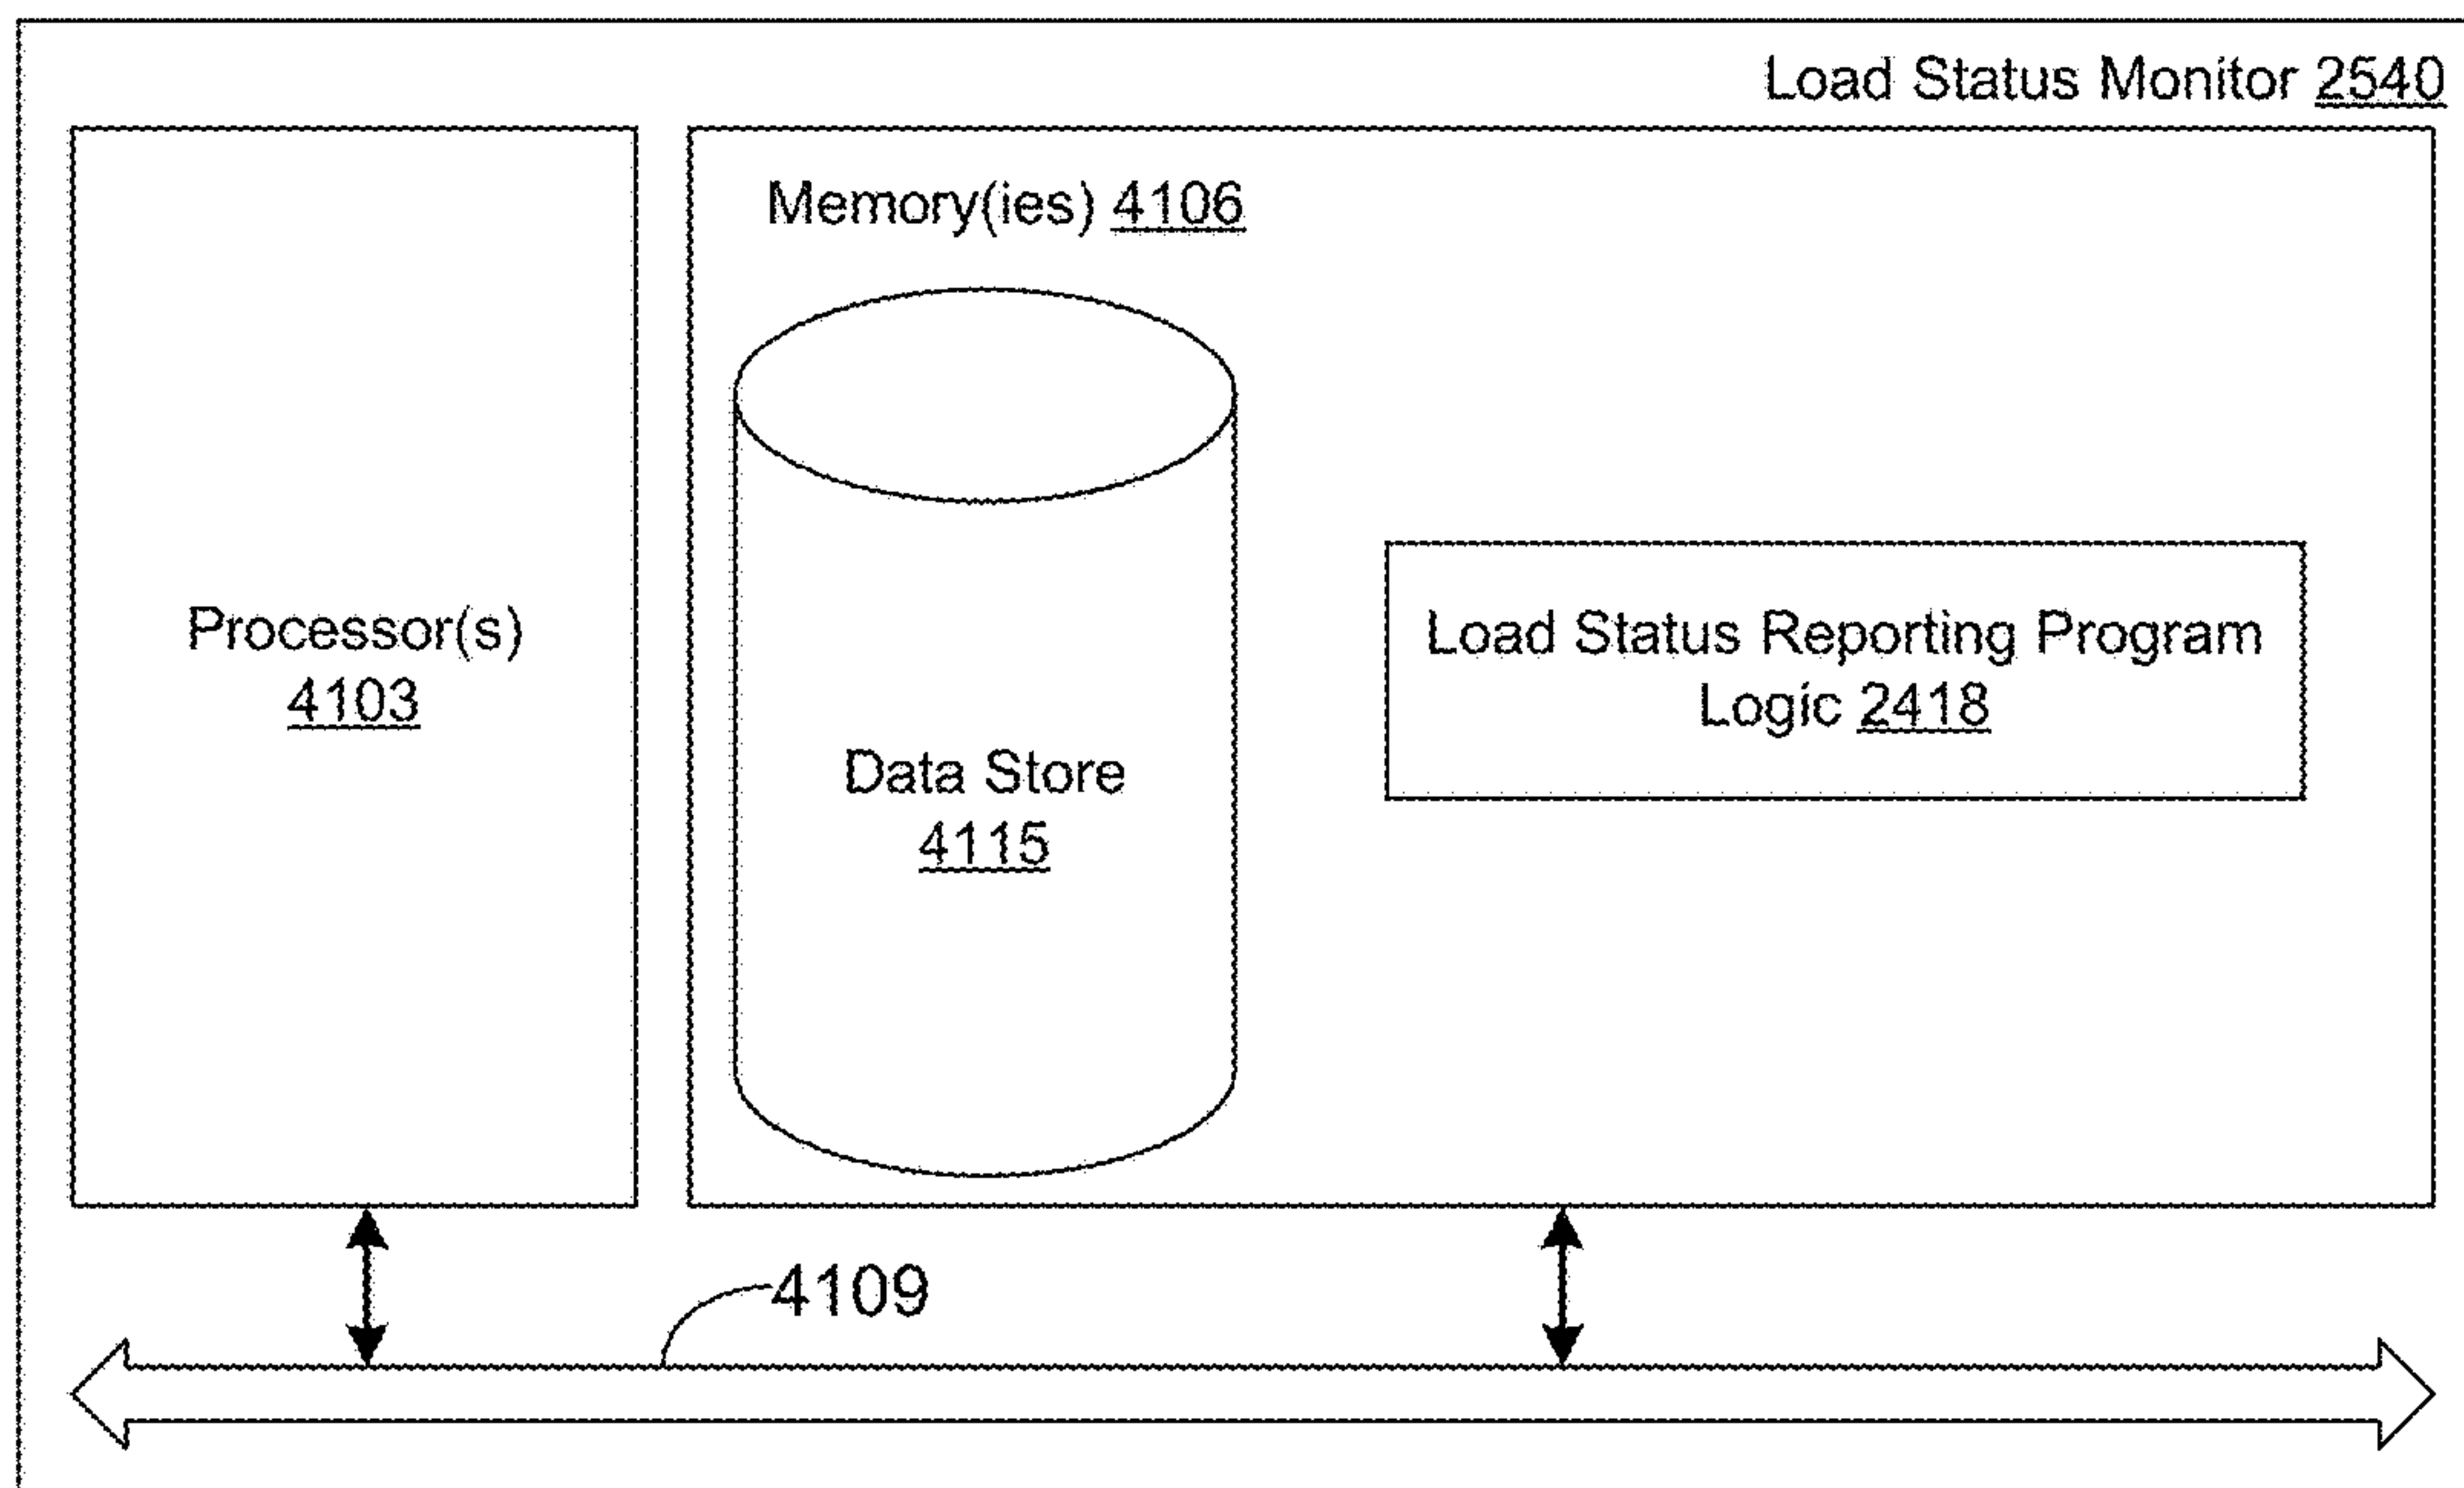 Load Status Monitor 2540
Memory(ies) 4106
Processor(s)
4103
Data Store
4115
Load Status Reporting Program
Logic 2418
4109